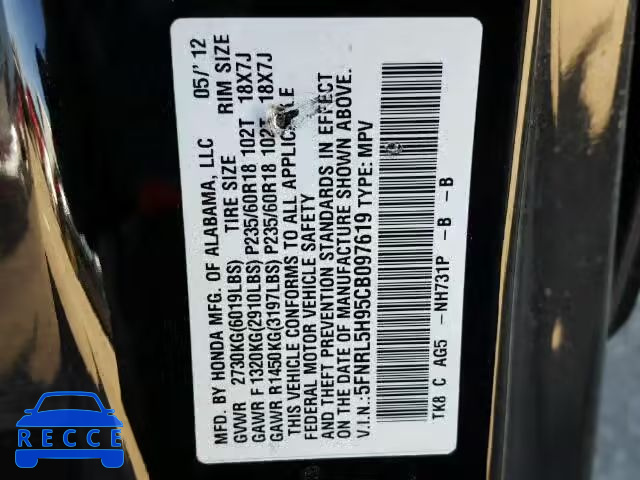 MFD. BY HONDA MFG. OF ALABAMA, LLC 05/' 12
GVWR 2730KG(6019LBS) TIRE SIZE RIM SIZE
GAWR F 1320KG(2910LBS) P235/60R18 102T 18X7J
GAWR R1450KG(3197LBS) P235/60R18 102T 18X7J
THIS VEHICLE CONFORMS TO ALL APPLICABLE
FEDERAL MOTOR VEHICLE SAFETY
AND THEFT PREVENTION STANDARDS IN EFFECT
ON THE DATE OF MANUFACTURE SHOWN ABOVE.
V.I.N.: 5FNRL5H95CB097619 TYPE: MPV
TK8 C AG5 -NH731P -B -B
RECCE